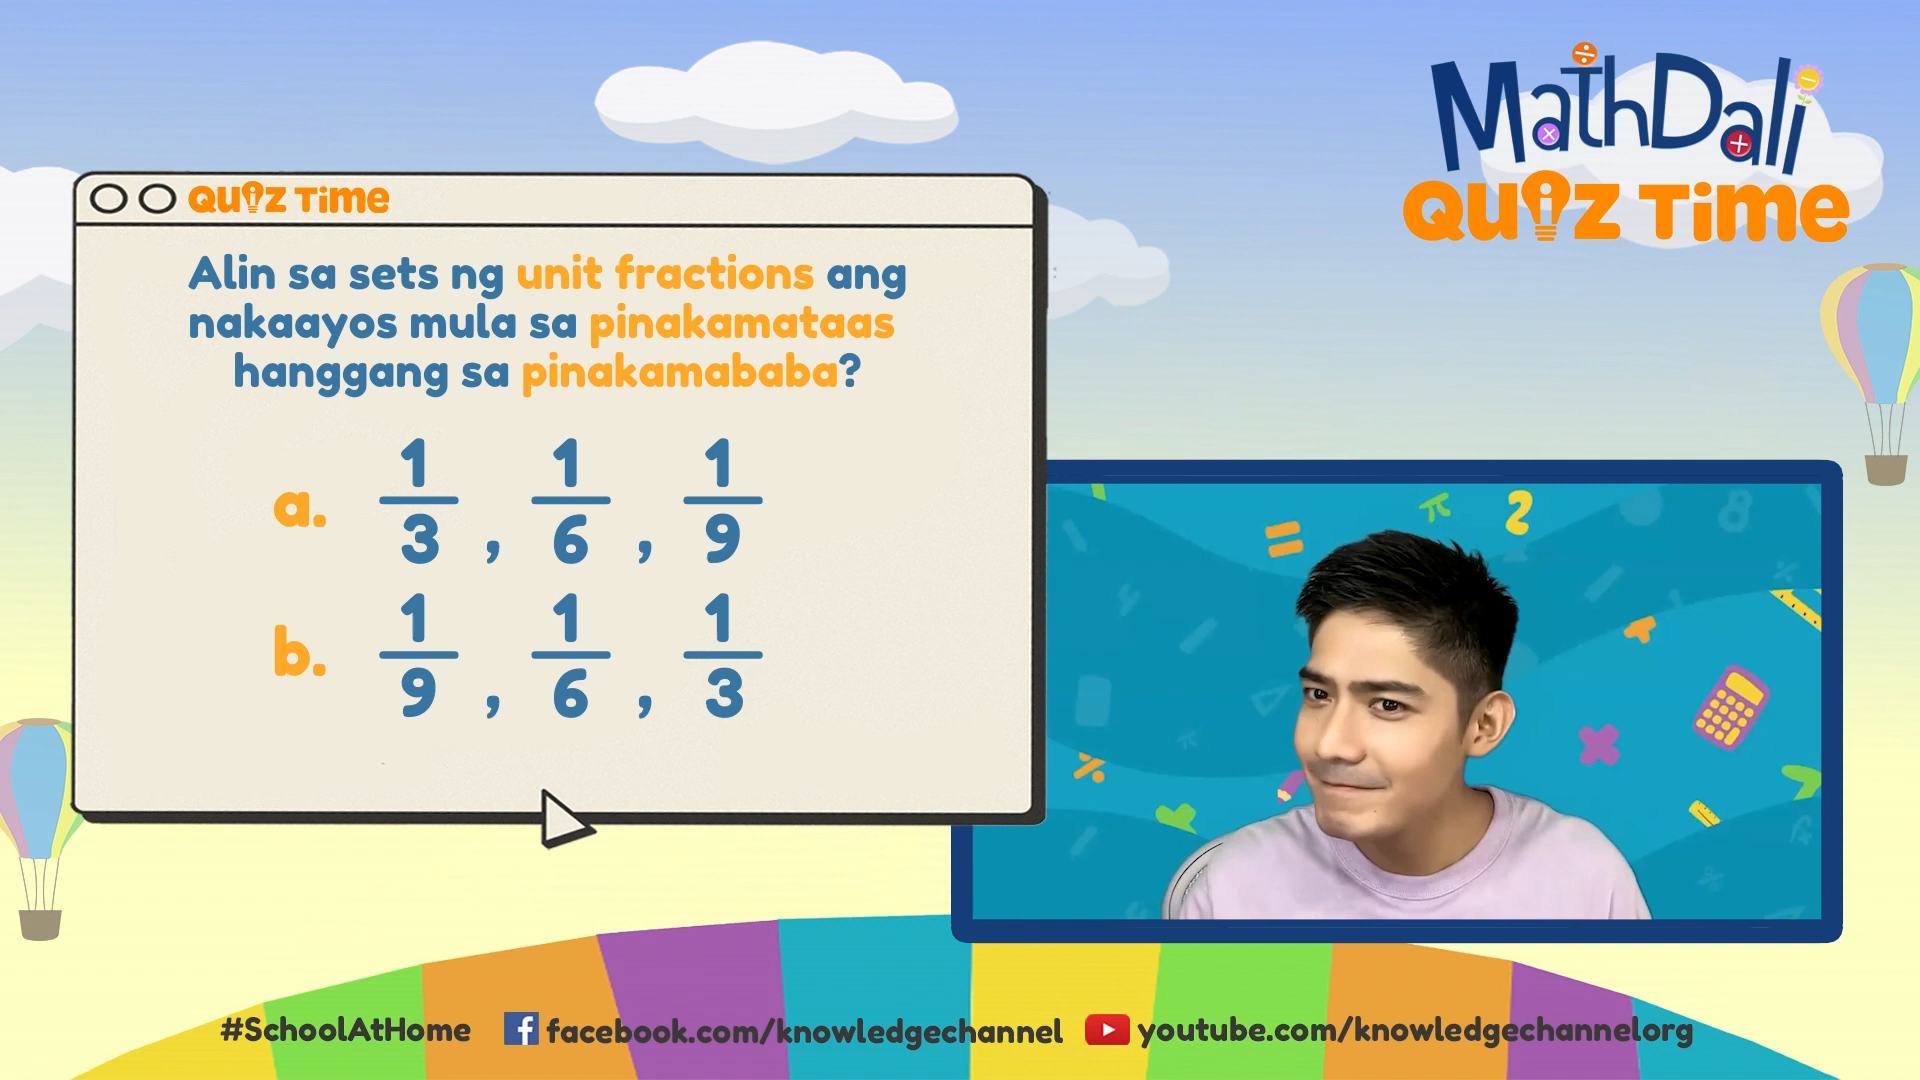 MathDali
QUIZ TIME
QUIZ TIME
Alin sa sets ng unit fractions ang
nakaayos mula sa pinakamataas
hanggang sa pinakamababa?
a. 1/3 , 1/6 , 1/9
b. 1/9 , 1/6 , 1/3
#SchoolAtHome facebook.com/knowledgechannel youtube.com/knowledgechannelorg